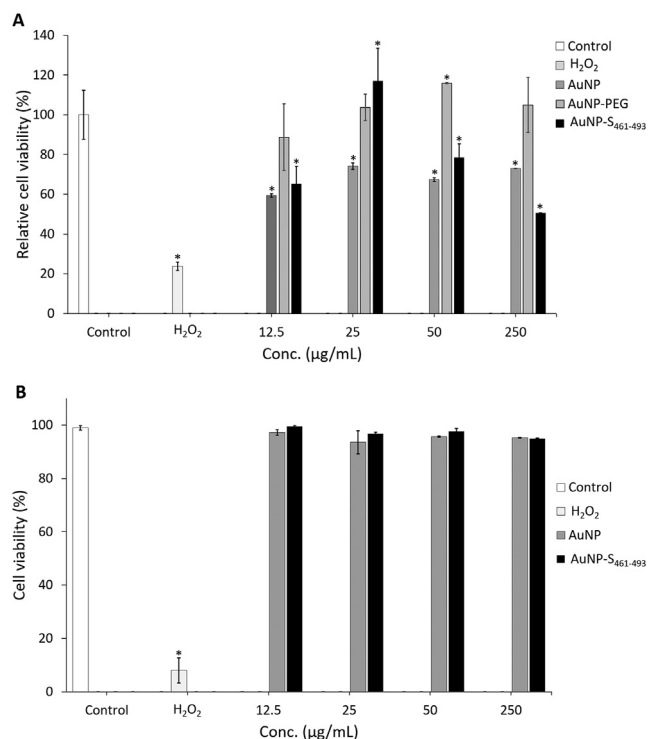 A
140
120
100
80
60
40
20
0
Relative cell viability (%)
*
*
*
*
*
*
*
*
*
*
Control
H₂O₂
12.5
25
50
250
Conc. (µg/mL)
Control
H₂O₂
AuNP
AuNP-PEG
AuNP-S₄₆₁₋₄₉₃
B
100
80
60
40
20
0
Cell viability (%)
*
Control
H₂O₂
12.5
25
50
250
Conc. (µg/mL)
Control
H₂O₂
AuNP
AuNP-S₄₆₁₋₄₉₃